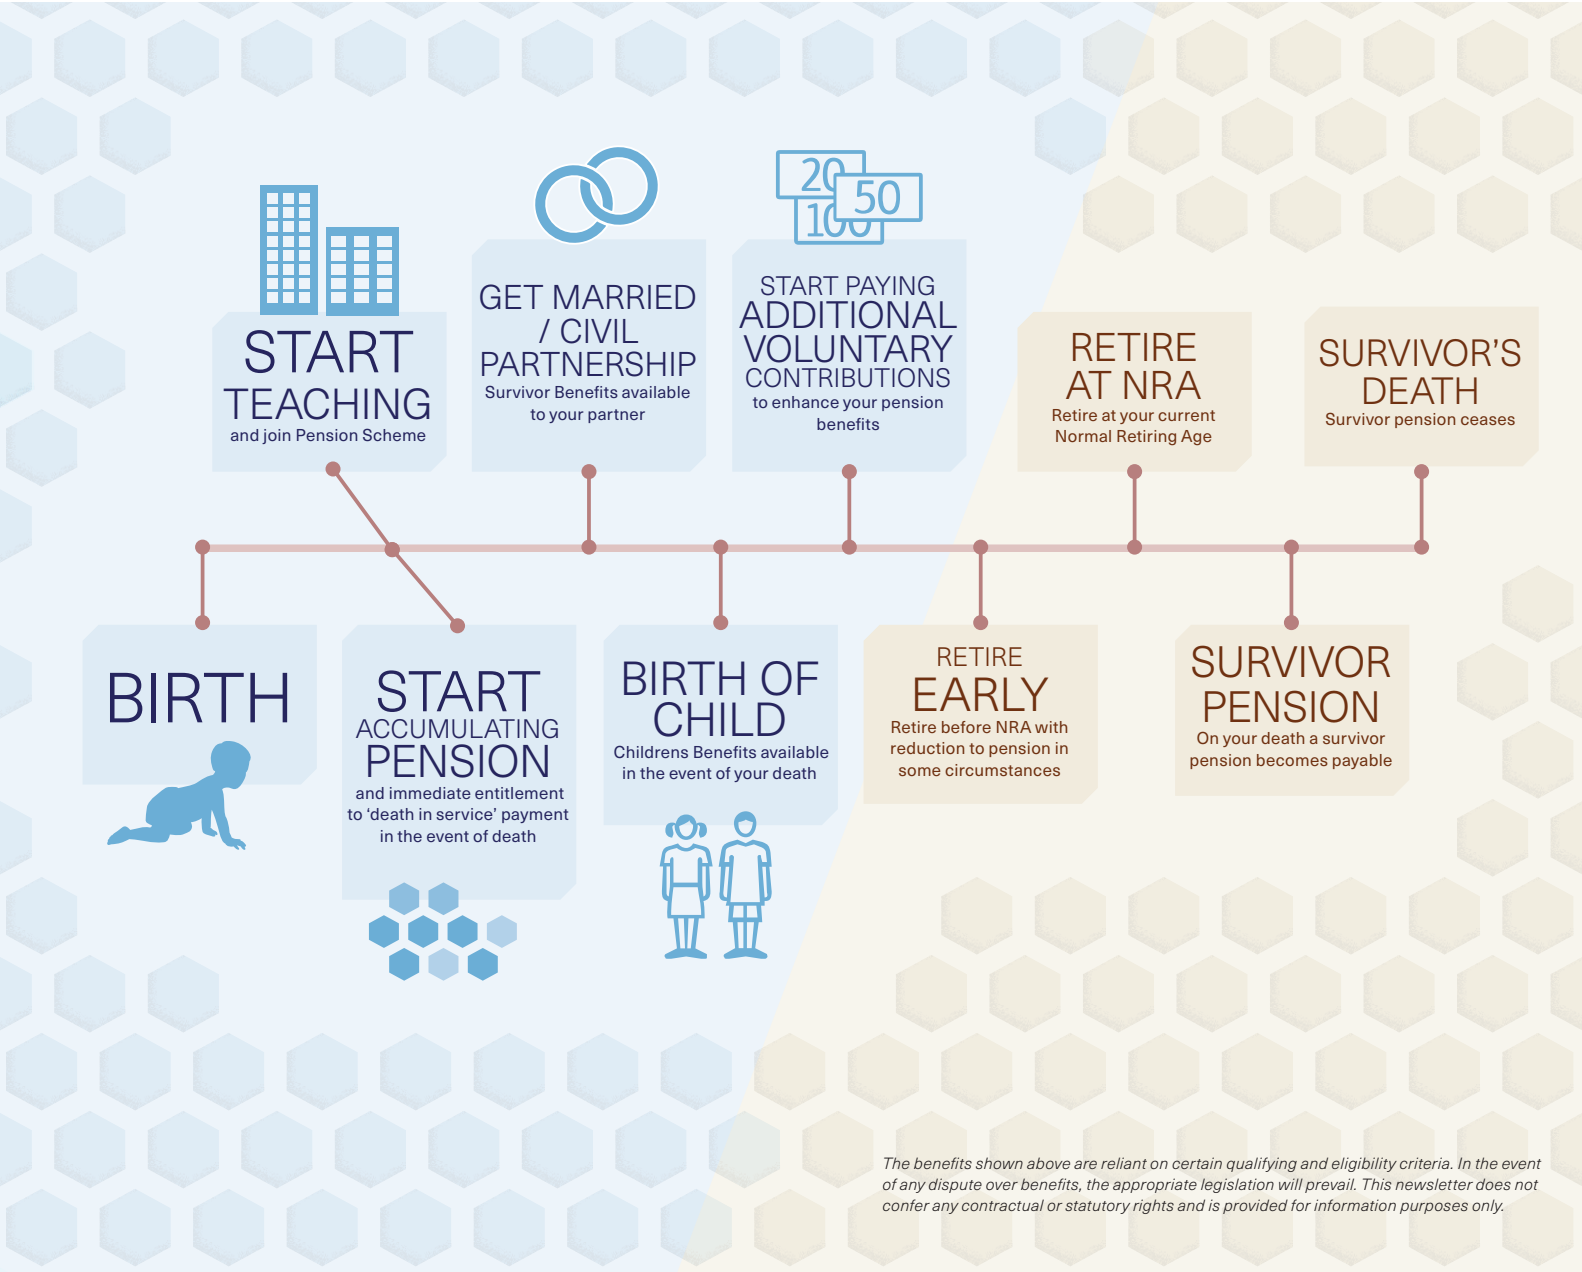 20
50
100
START
TEACHING
and join Pension Scheme
GET MARRIED
/ CIVIL
PARTNERSHIP
Survivor Benefits available
to your partner
START PAYING
ADDITIONAL
VOLUNTARY
CONTRIBUTIONS
to enhance your pension
benefits
RETIRE
AT NRA
Retire at your current
Normal Retiring Age
SURVIVOR’S
DEATH
Survivor pension ceases
BIRTH
START
ACCUMULATING
PENSION
and immediate entitlement
to ‘death in service’ payment
in the event of death
BIRTH OF
CHILD
Childrens Benefits available
in the event of your death
RETIRE
EARLY
Retire before NRA with
reduction to pension in
some circumstances
SURVIVOR
PENSION
On your death a survivor
pension becomes payable
The benefits shown above are reliant on certain qualifying and eligibility criteria. In the event
of any dispute over benefits, the appropriate legislation will prevail. This newsletter does not
confer any contractual or statutory rights and is provided for information purposes only.